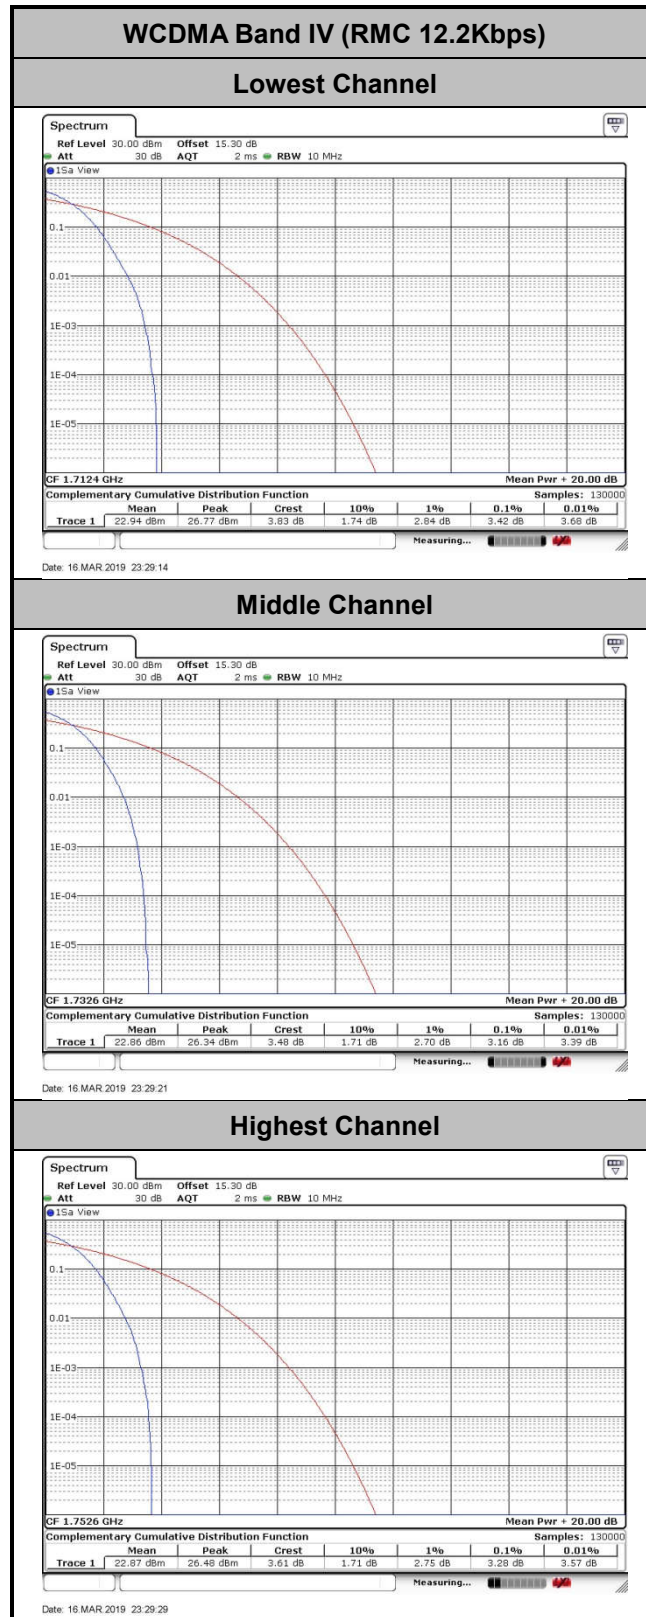 WCDMA Band IV (RMC 12.2Kbps)
Lowest Channel
Spectrum
Ref Level 30.00 dBm Offset 15.30 dB
Att 30 dB AQT 2 ms RBW 10 MHz
1Sa View
0.1
0.01
1E-03
1E-04
1E-05
CF 1.7124 GHz Mean Pwr + 20.00 dB
Complementary Cumulative Distribution Function Samples: 130000
Mean Peak Crest 10% 1% 0.1% 0.01%
Trace 1 22.94 dBm 26.77 dBm 3.83 dB 1.74 dB 2.84 dB 3.42 dB 3.68 dB
Measuring...
Date: 16.MAR.2019 23:29:14
Middle Channel
Spectrum
Ref Level 30.00 dBm Offset 15.30 dB
Att 30 dB AQT 2 ms RBW 10 MHz
1Sa View
0.1
0.01
1E-03
1E-04
1E-05
CF 1.7326 GHz Mean Pwr + 20.00 dB
Complementary Cumulative Distribution Function Samples: 130000
Mean Peak Crest 10% 1% 0.1% 0.01%
Trace 1 22.86 dBm 26.34 dBm 3.48 dB 1.71 dB 2.70 dB 3.16 dB 3.39 dB
Measuring...
Date: 16.MAR.2019 23:29:21
Highest Channel
Spectrum
Ref Level 30.00 dBm Offset 15.30 dB
Att 30 dB AQT 2 ms RBW 10 MHz
1Sa View
0.1
0.01
1E-03
1E-04
1E-05
CF 1.7526 GHz Mean Pwr + 20.00 dB
Complementary Cumulative Distribution Function Samples: 130000
Mean Peak Crest 10% 1% 0.1% 0.01%
Trace 1 22.87 dBm 26.48 dBm 3.61 dB 1.71 dB 2.75 dB 3.28 dB 3.57 dB
Measuring...
Date: 16.MAR.2019 23:29:29